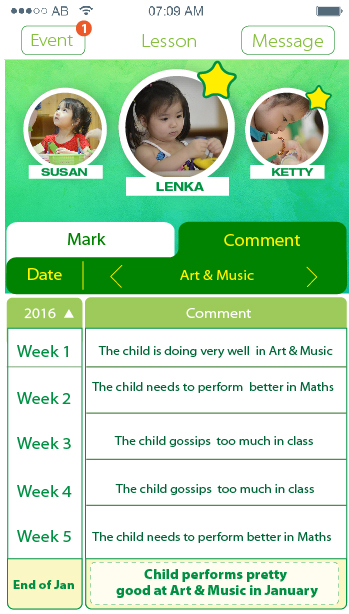 AB 07:09 AM
Event 1 Lesson Message
SUSAN LENKA KETTY
Mark Comment
Date Art & Music
2016 Comment
Week 1 The child is doing very well in Art & Music
Week 2 The child needs to perform better in Maths
Week 3 The child gossips too much in class
Week 4 The child gossips too much in class
Week 5 The child needs to perform better in Maths
End of Jan Child performs pretty
good at Art & Music in January